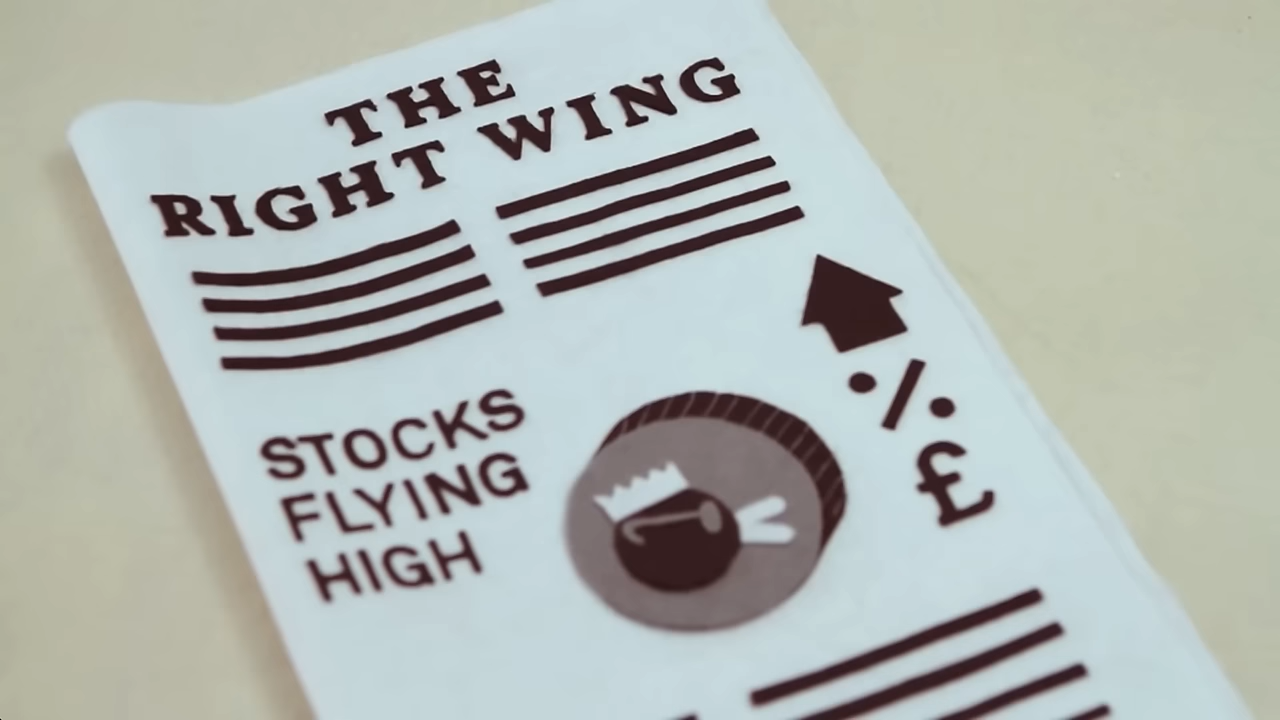 THE
RIGHT WING
STOCKS
FLYING
HIGH
%
£